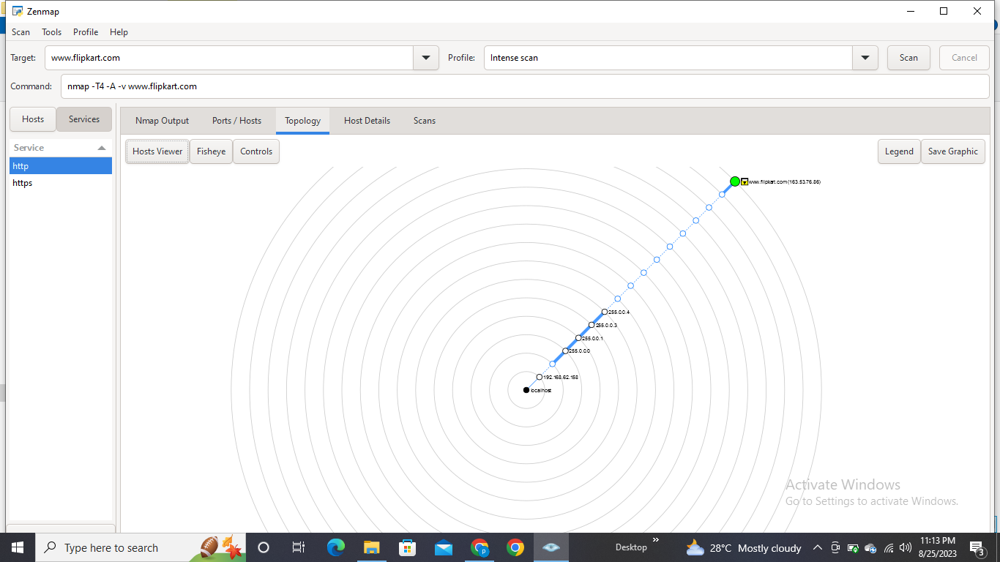 Zenmap
Scan Tools Profile Help
Target: www.flipkart.com Profile: Intense scan Scan Cancel
Command: nmap -T4 -A -v www.flipkart.com
Hosts Services
Nmap Output Ports / Hosts Topology Host Details Scans
Service
http
https
Hosts Viewer Fisheye Controls Legend Save Graphic
www.flipkart.com (163.53.76.86)
255.0.0.4
255.0.0.3
255.0.0.1
255.0.0.0
192.168.62.158
localhost
Activate Windows
Go to Settings to activate Windows.
Type here to search
Desktop
28°C Mostly cloudy
11:13 PM
8/25/2023
3